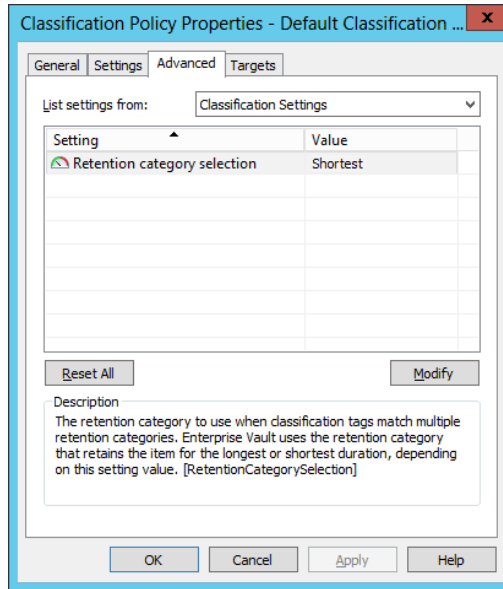 Classification Policy Properties - Default Classification ...
x
General Settings Advanced Targets
List settings from: Classification Settings
Setting Value
Retention category selection Shortest
Reset All Modify
Description
The retention category to use when classification tags match multiple
retention categories. Enterprise Vault uses the retention category
that retains the item for the longest or shortest duration, depending
on this setting value. [RetentionCategorySelection]
OK Cancel Apply Help